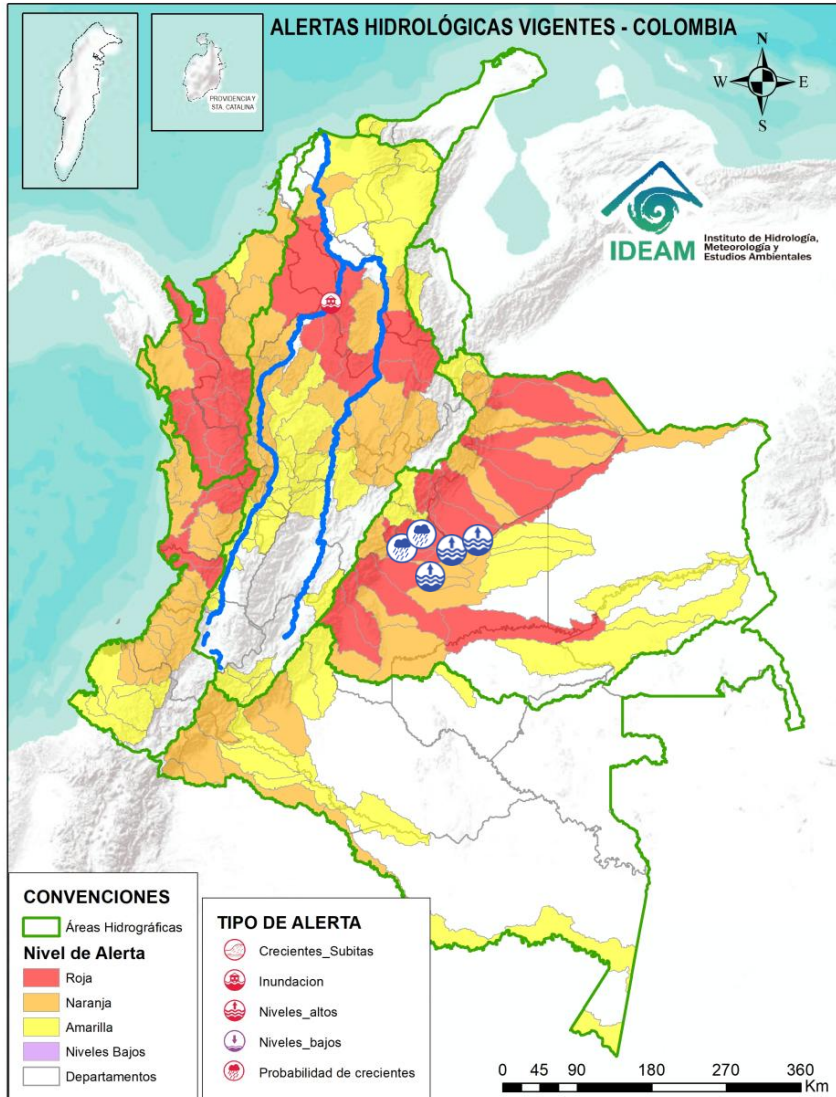 ALERTAS HIDROLÓGICAS VIGENTES - COLOMBIA
PROVIDENCIA Y
STA. CATALINA
N
W
E
S
IDEAM
Instituto de Hidrología,
Meteorología y
Estudios Ambientales
CONVENCIONES
Áreas Hidrográficas
Nivel de Alerta
Roja
Naranja
Amarilla
Niveles Bajos
Departamentos
TIPO DE ALERTA
Crecientes_Subitas
Inundacion
Niveles_altos
Niveles_bajos
Probabilidad de crecientes
0 45 90 180 270 360
Km